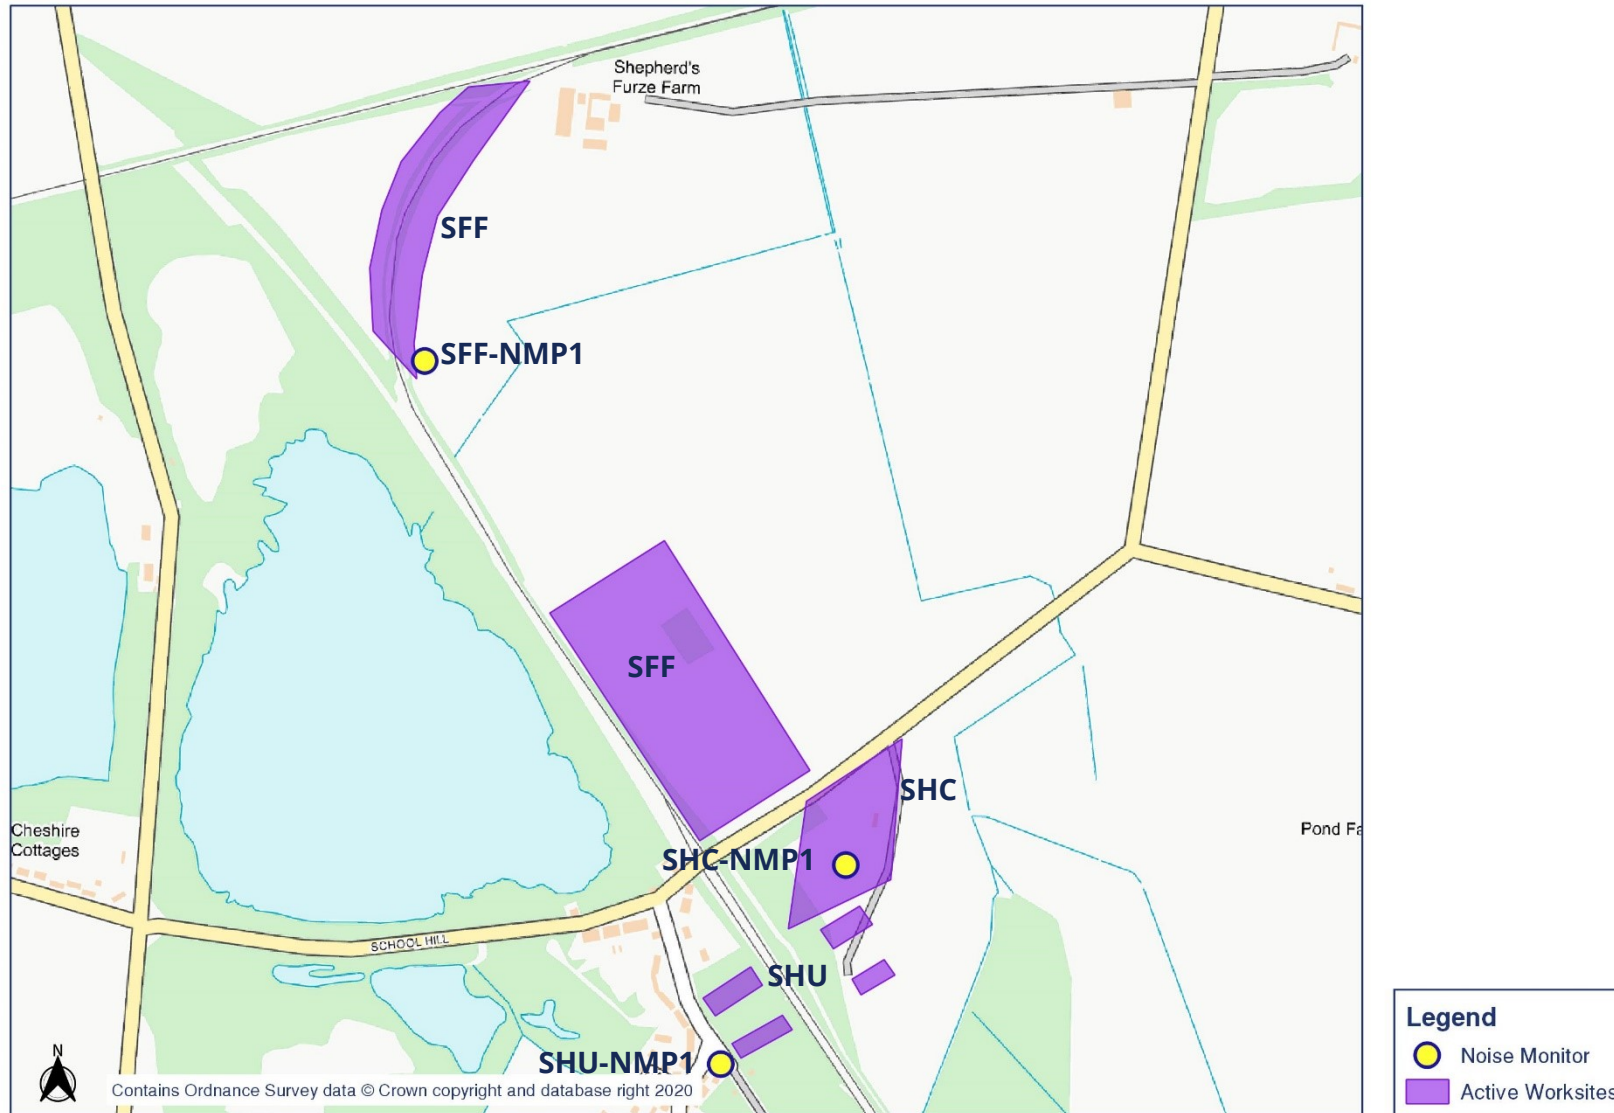 Shepherd's
Furze Farm
SFF
SFF-NMP1
SFF
SHC
Cheshire
Cottages
Pond Fa
SHC-NMP1
SCHOOL HILL
SHU
SHU-NMP1
N
Contains Ordnance Survey data © Crown copyright and database right 2020
Legend
Noise Monitor
Active Worksites